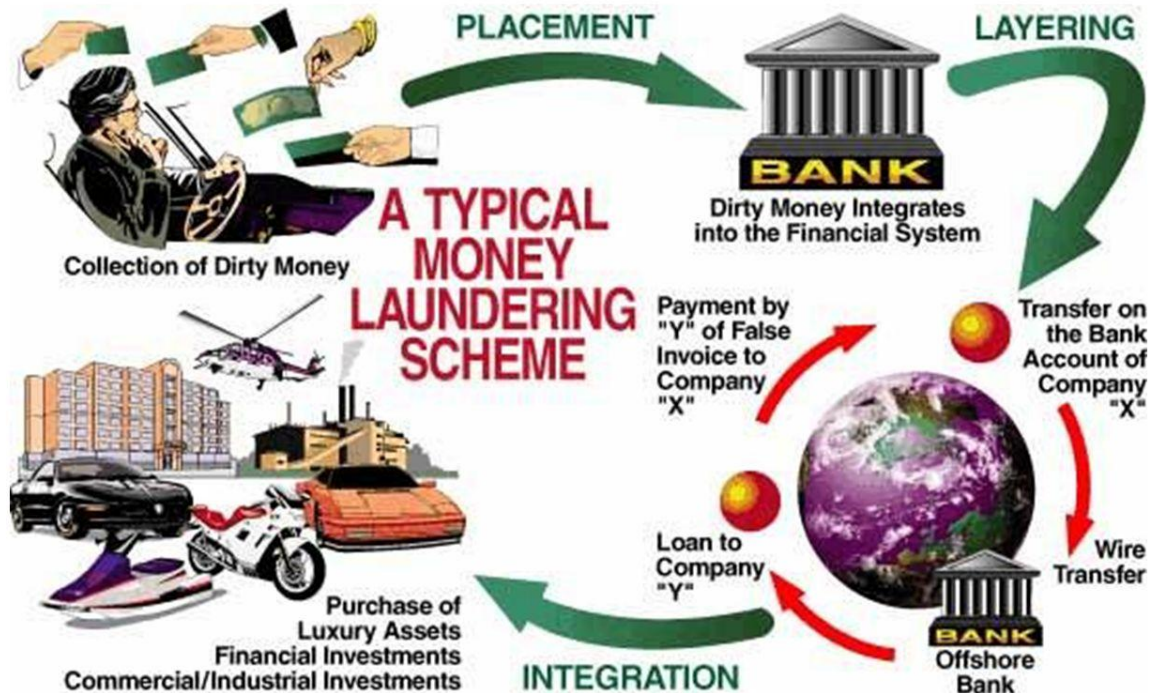 PLACEMENT
LAYERING
BANK
Dirty Money Integrates
into the Financial System
A TYPICAL
MONEY
LAUNDERING
SCHEME
Collection of Dirty Money
Payment by
"Y" of False
Invoice to
Company
"X"
Transfer on
the Bank
Account of
Company
"X"
Wire
Transfer
BANK
Offshore
Bank
Loan to
Company
"Y"
INTEGRATION
Purchase of
Luxury Assets
Financial Investments
Commercial/Industrial Investments